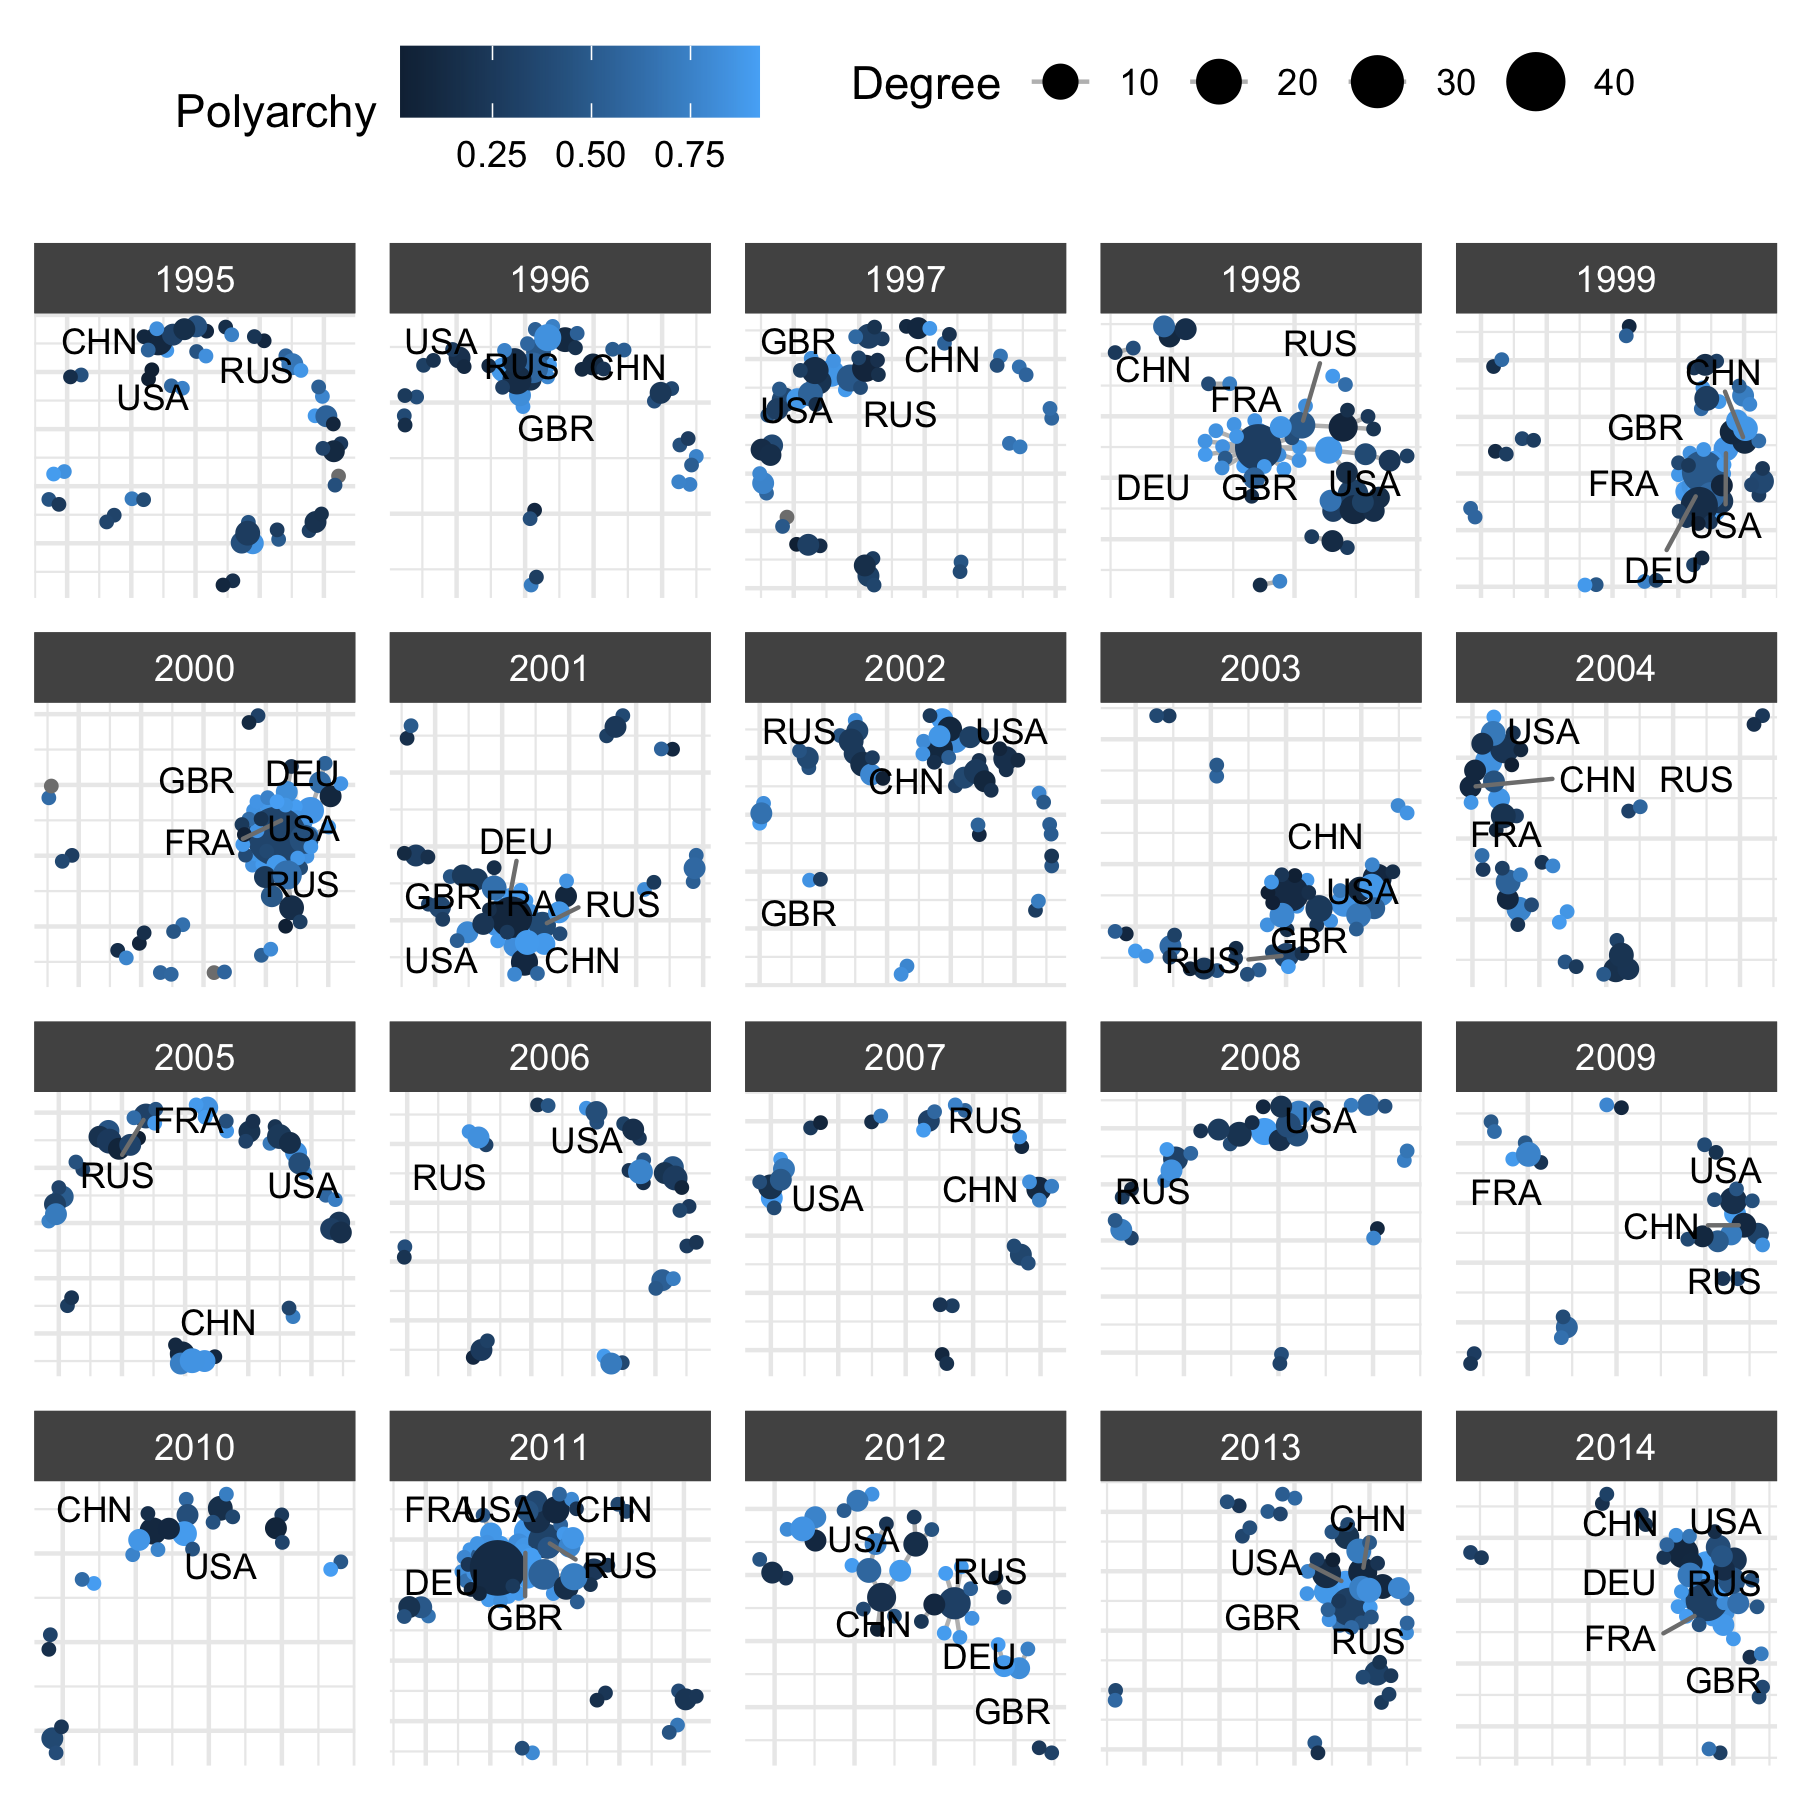 Polyarchy
0.25 0.50 0.75
Degree 10 20 30 40
1995 1996 1997 1998 1999
CHN
USA
RUS
USA
RUS
CHN
GBR
GBR
CHN
USA
RUS
RUS
CHN
FRA
DEU
GBR
USA
CHN
GBR
FRA
USA
DEU
2000 2001 2002 2003 2004
GBR
DEU
FRA
USA
RUS
DEU
GBR
FRA
RUS
USA
CHN
RUS
USA
CHN
GBR
CHN
USA
GBR
RUS
USA
CHN
RUS
FRA
2005 2006 2007 2008 2009
FRA
RUS
USA
CHN
USA
RUS
RUS
CHN
USA
USA
RUS
USA
FRA
CHN
RUS
2010 2011 2012 2013 2014
CHN
USA
FRA
USA
CHN
RUS
DEU
GBR
USA
RUS
CHN
DEU
GBR
CHN
USA
GBR
RUS
CHN
USA
DEU
RUS
FRA
GBR